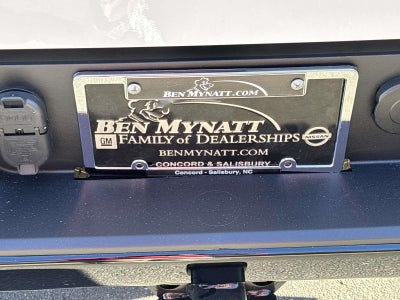 BEN MYNATT.COM
BEN MYNATT
GM FAMILY of DEALERSHIPS NISSAN
BENMYNATT.COM
CONCORD & SALISBURY
Concord - Salisbury, NC